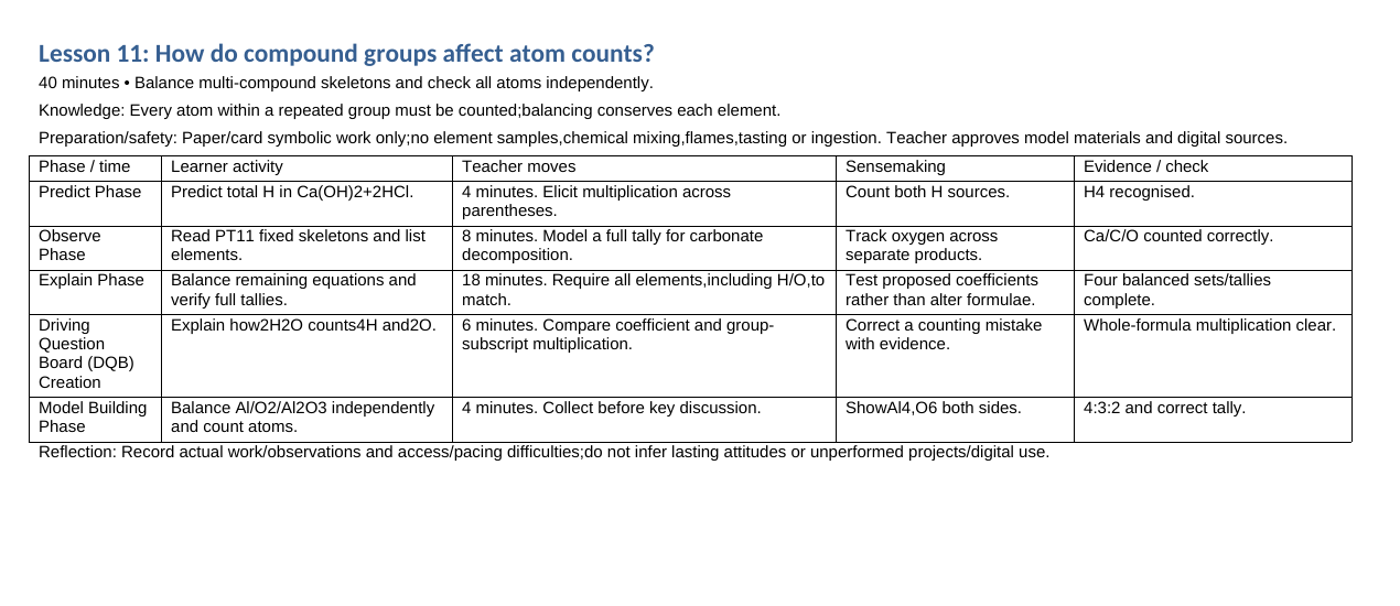 Lesson 11: How do compound groups affect atom counts?
40 minutes • Balance multi-compound skeletons and check all atoms independently.
Knowledge: Every atom within a repeated group must be counted;balancing conserves each element.
Preparation/safety: Paper/card symbolic work only;no element samples,chemical mixing,flames,tasting or ingestion. Teacher approves model materials and digital sources.
Phase / time
Learner activity
Teacher moves
Sensemaking
Evidence / check
Predict Phase
Predict total H in Ca(OH)2+2HCl.
4 minutes. Elicit multiplication across
parentheses.
Count both H sources.
H4 recognised.
Observe
Phase
Read PT11 fixed skeletons and list
elements.
8 minutes. Model a full tally for carbonate
decomposition.
Track oxygen across
separate products.
Ca/C/O counted correctly.
Explain Phase
Balance remaining equations and
verify full tallies.
18 minutes. Require all elements,including H/O,to
match.
Test proposed coefficients
rather than alter formulae.
Four balanced sets/tallies
complete.
Driving
Question
Board (DQB)
Creation
Explain how2H2O counts4H and2O.
6 minutes. Compare coefficient and group-
subscript multiplication.
Correct a counting mistake
with evidence.
Whole-formula multiplication clear.
Model Building
Phase
Balance Al/O2/Al2O3 independently
and count atoms.
4 minutes. Collect before key discussion.
ShowAl4,O6 both sides.
4:3:2 and correct tally.
Reflection: Record actual work/observations and access/pacing difficulties;do not infer lasting attitudes or unperformed projects/digital use.